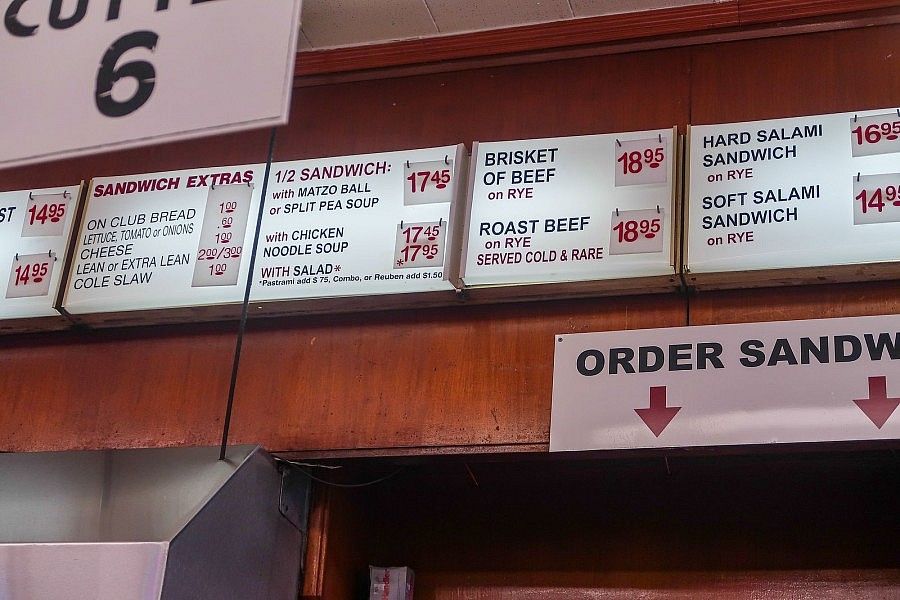 6
14.95
14.95
SANDWICH EXTRAS
ON CLUB BREAD 1.00
LETTUCE, TOMATO or ONIONS .60
CHEESE 1.00
LEAN or EXTRA LEAN 2.00/3.00
COLE SLAW 1.00
1/2 SANDWICH:
with MATZO BALL 17.45
or SPLIT PEA SOUP
with CHICKEN 17.45
NOODLE SOUP *17.95
WITH SALAD*
*Pastrami add $.75, Combo, or Reuben add $1.50
BRISKET 18.95
OF BEEF
on RYE
ROAST BEEF 18.95
on RYE
SERVED COLD & RARE
HARD SALAMI 16.95
SANDWICH
on RYE
SOFT SALAMI 14.95
SANDWICH
on RYE
ORDER SANDW